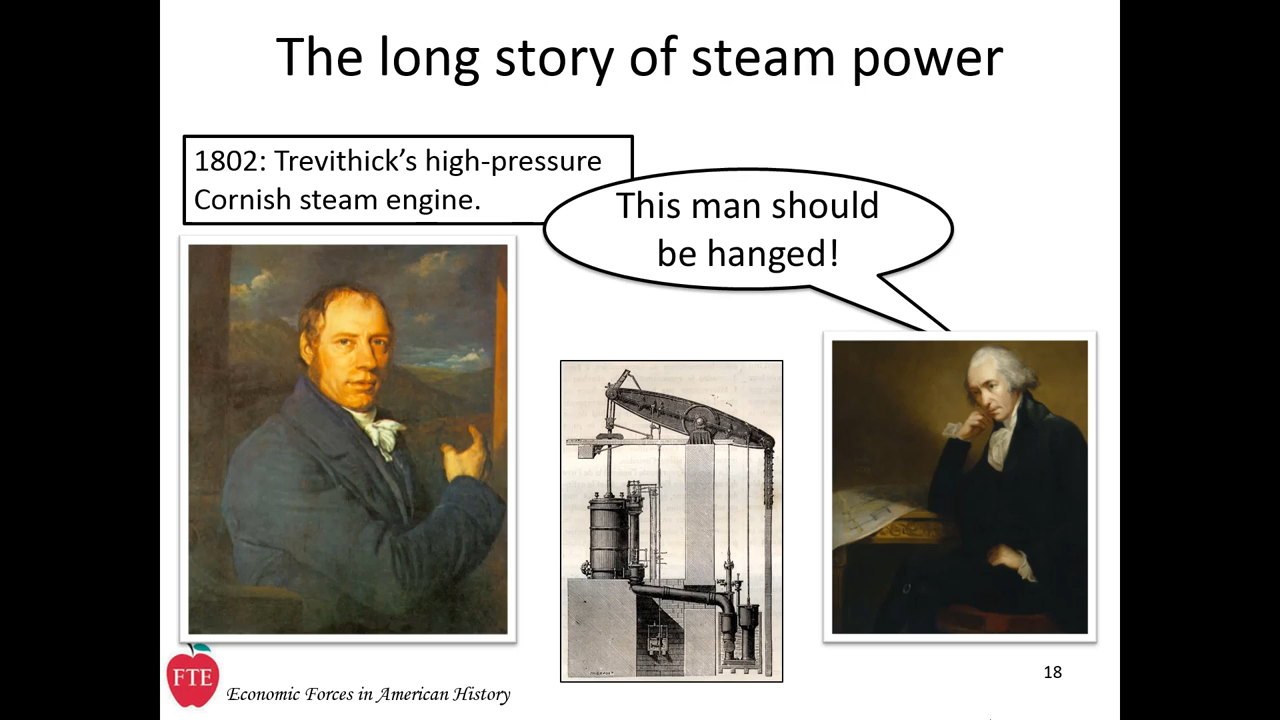 The long story of steam power
1802: Trevithick’s high-pressure
Cornish steam engine.
This man should
be hanged!
FTE
Economic Forces in American History
18